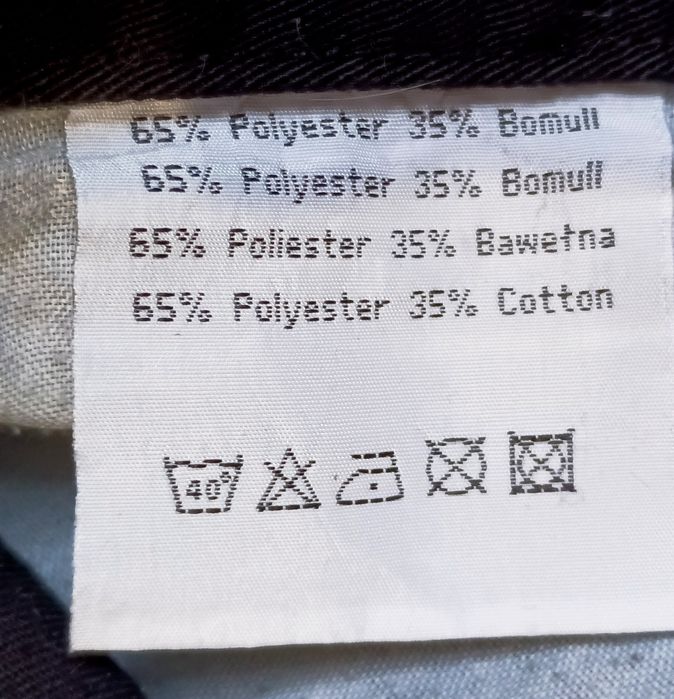 65% Polyester 35% Bomull
65% Polyester 35% Bomull
65% Poliester 35% Bawełna
65% Polyester 35% Cotton
40°